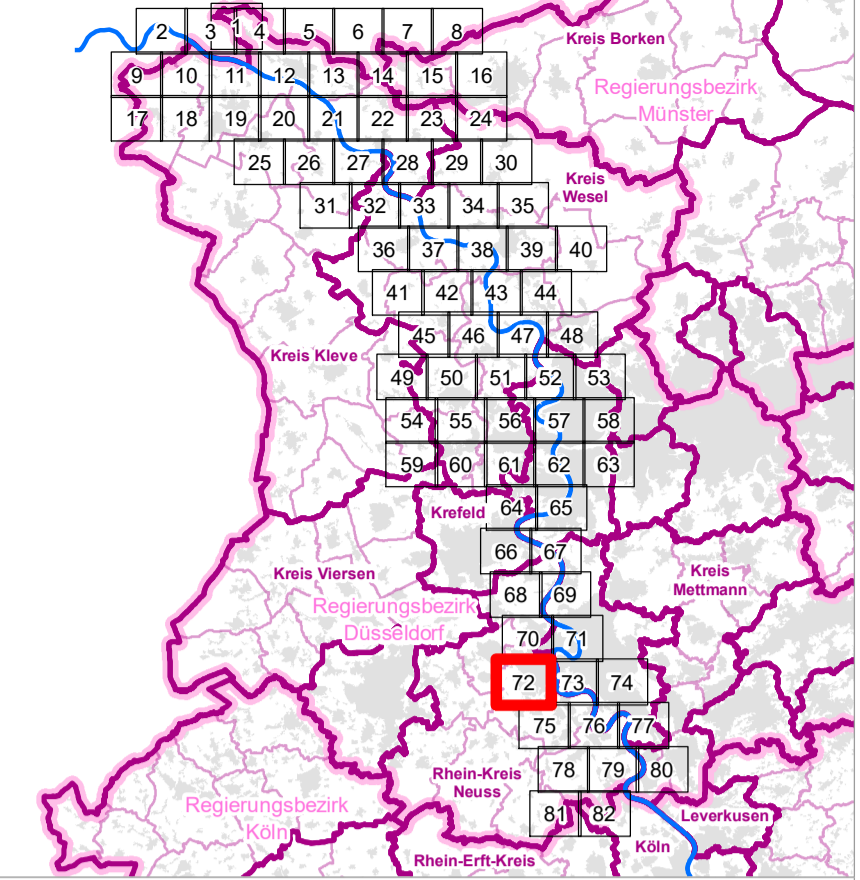 1
2 3 4 5 6 7 8
Kreis Borken
9 10 11 12 13 14 15 16
Regierungsbezirk
Münster
17 18 19 20 21 22 23 24
25 26 27 28 29 30
Kreis
Wesel
31 32 33 34 35
36 37 38 39 40
41 42 43 44
45 46 47 48
Kreis Kleve
49 50 51 52 53
54 55 56 57 58
59 60 61 62 63
Krefeld
64 65
66 67
Kreis Viersen
Kreis
Mettmann
68 69
Regierungsbezirk
Düsseldorf
70 71
72 73 74
75 76 77
78 79 80
Rhein-Kreis
Neuss
Regierungsbezirk
Köln
81 82
Leverkusen
Köln
Rhein-Erft-Kreis